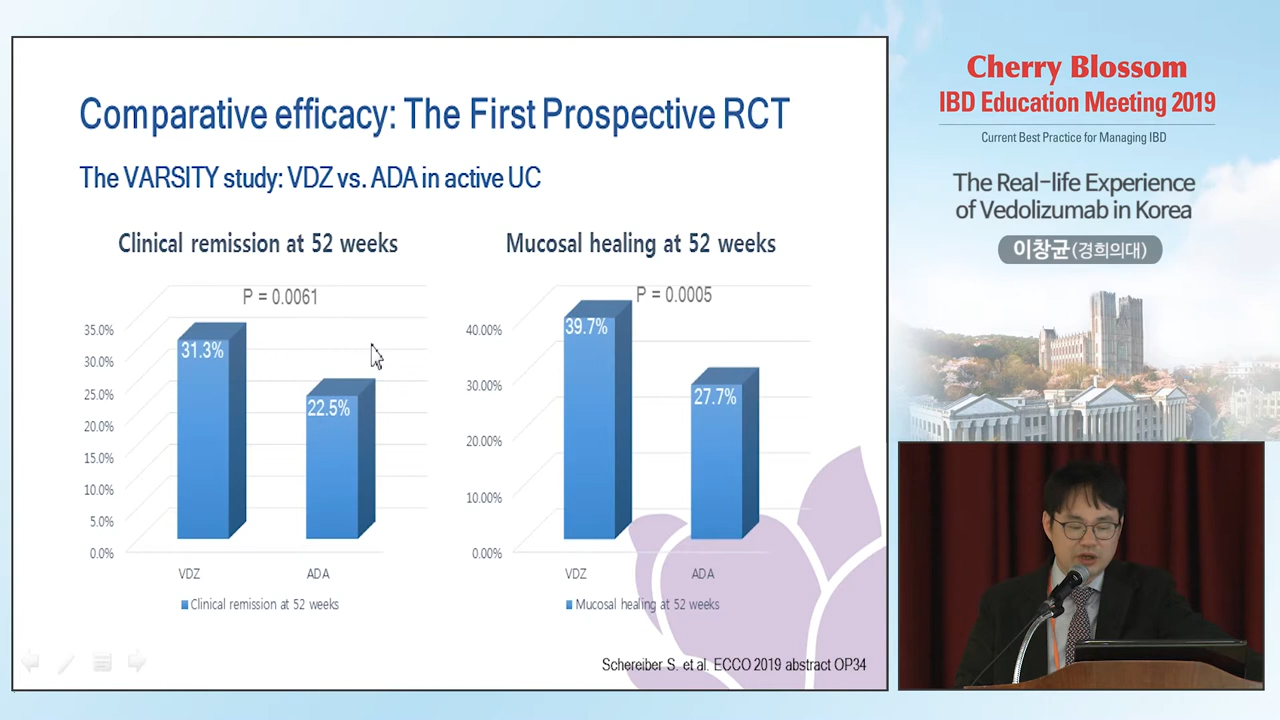 Comparative efficacy: The First Prospective RCT
The VARSITY study: VDZ vs. ADA in active UC
Clinical remission at 52 weeks
P = 0.0061
35.0%
30.0%
25.0%
20.0%
15.0%
10.0%
5.0%
0.0%
31.3%
22.5%
VDZ
ADA
Clinical remission at 52 weeks
Mucosal healing at 52 weeks
P = 0.0005
40.00%
30.00%
20.00%
10.00%
0.00%
39.7%
27.7%
VDZ
ADA
Mucosal healing at 52 weeks
Schereiber S. et al. ECCO 2019 abstract OP34
Cherry Blossom
IBD Education Meeting 2019
Current Best Practice for Managing IBD
The Real-life Experience
of Vedolizumab in Korea
이창균(경희의대)